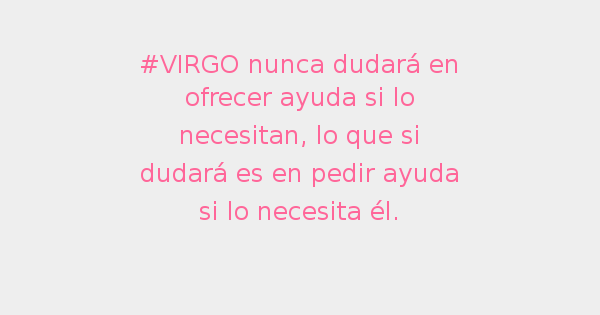 #VIRGO nunca dudará en
ofrecer ayuda si lo
necesitan, lo que si
dudará es en pedir ayuda
si lo necesita él.